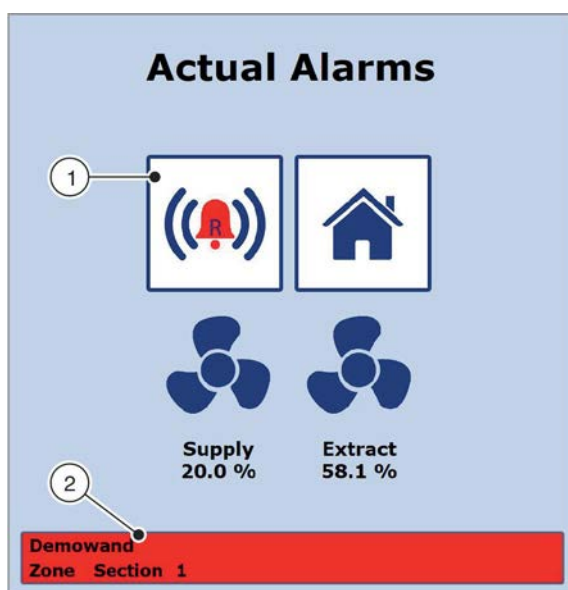 Actual Alarms
1
R
Supply Extract
20.0 % 58.1 %
2
Demowand
Zone Section 1